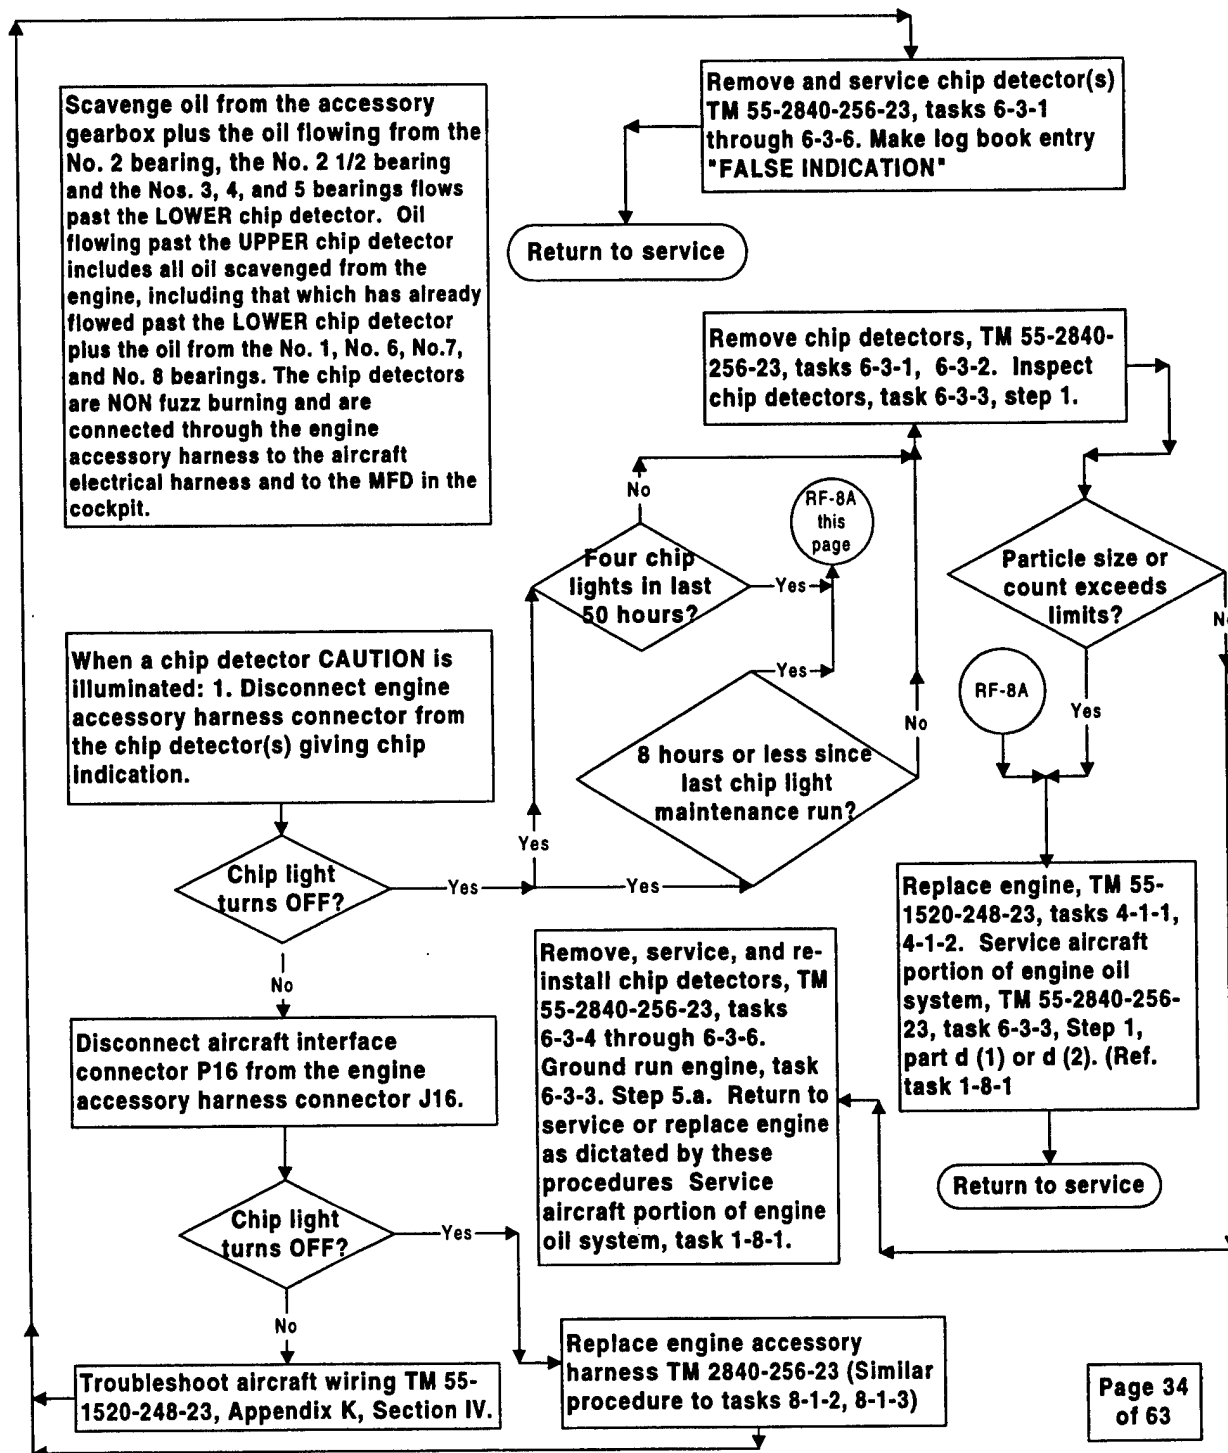 Remove and service chip detector(s)
TM 55-2840-256-23, tasks 6-3-1
through 6-3-6. Make log book entry
"FALSE INDICATION"
Return to service
Scavenge oil from the accessory
gearbox plus the oil flowing from the
No. 2 bearing, the No. 2 1/2 bearing
and the Nos. 3, 4, and 5 bearings flows
past the LOWER chip detector. Oil
flowing past the UPPER chip detector
includes all oil scavenged from the
engine, including that which has already
flowed past the LOWER chip detector
plus the oil from the No. 1, No. 6, No.7,
and No. 8 bearings. The chip detectors
are NON fuzz burning and are
connected through the engine
accessory harness to the aircraft
electrical harness and to the MFD in the
cockpit.
Remove chip detectors, TM 55-2840-
256-23, tasks 6-3-1, 6-3-2. Inspect
chip detectors, task 6-3-3, step 1.
No
RF-8A
this
page
Four chip
lights in last
50 hours?
Yes
Particle size or
count exceeds
limits?
No
Yes
RF-8A
Yes
No
When a chip detector CAUTION is
illuminated: 1. Disconnect engine
accessory harness connector from
the chip detector(s) giving chip
indication.
8 hours or less since
last chip light
maintenance run?
Yes
Chip light
turns OFF?
Yes
Yes
No
Replace engine, TM 55-
1520-248-23, tasks 4-1-1,
4-1-2. Service aircraft
portion of engine oil
system, TM 55-2840-256-
23, task 6-3-3, Step 1,
part d (1) or d (2). (Ref.
task 1-8-1
Return to service
Remove, service, and re-
install chip detectors, TM
55-2840-256-23, tasks
6-3-4 through 6-3-6.
Ground run engine, task
6-3-3. Step 5.a. Return to
service or replace engine
as dictated by these
procedures Service
aircraft portion of engine
oil system, task 1-8-1.
Disconnect aircraft interface
connector P16 from the engine
accessory harness connector J16.
Chip light
turns OFF?
Yes
No
Troubleshoot aircraft wiring TM 55-
1520-248-23, Appendix K, Section IV.
Replace engine accessory
harness TM 2840-256-23 (Similar
procedure to tasks 8-1-2, 8-1-3)
Page 34
of 63